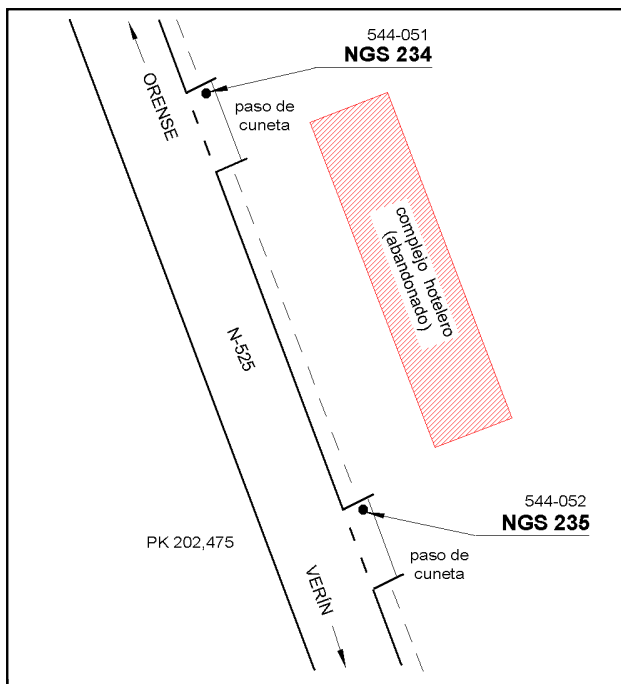 544-051
NGS 234
ORENSE
paso de
cuneta
complejo hotelero
(abandonado)
N-525
544-052
NGS 235
PK 202,475
paso de
cuneta
VERÍN